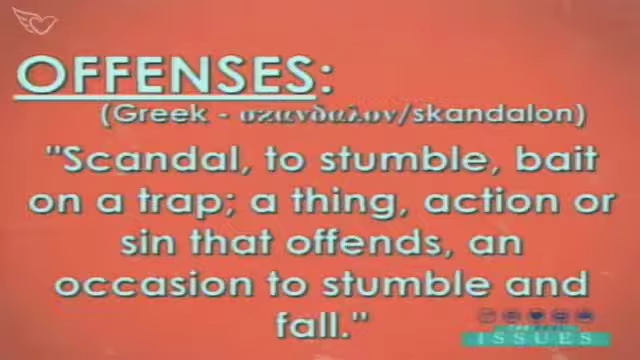 OFFENSES:
(Greek - σκανδαλον/skandalon)
"Scandal, to stumble, bait
on a trap; a thing, action or
sin that offends, an
occasion to stumble and
fall."
ISSUES